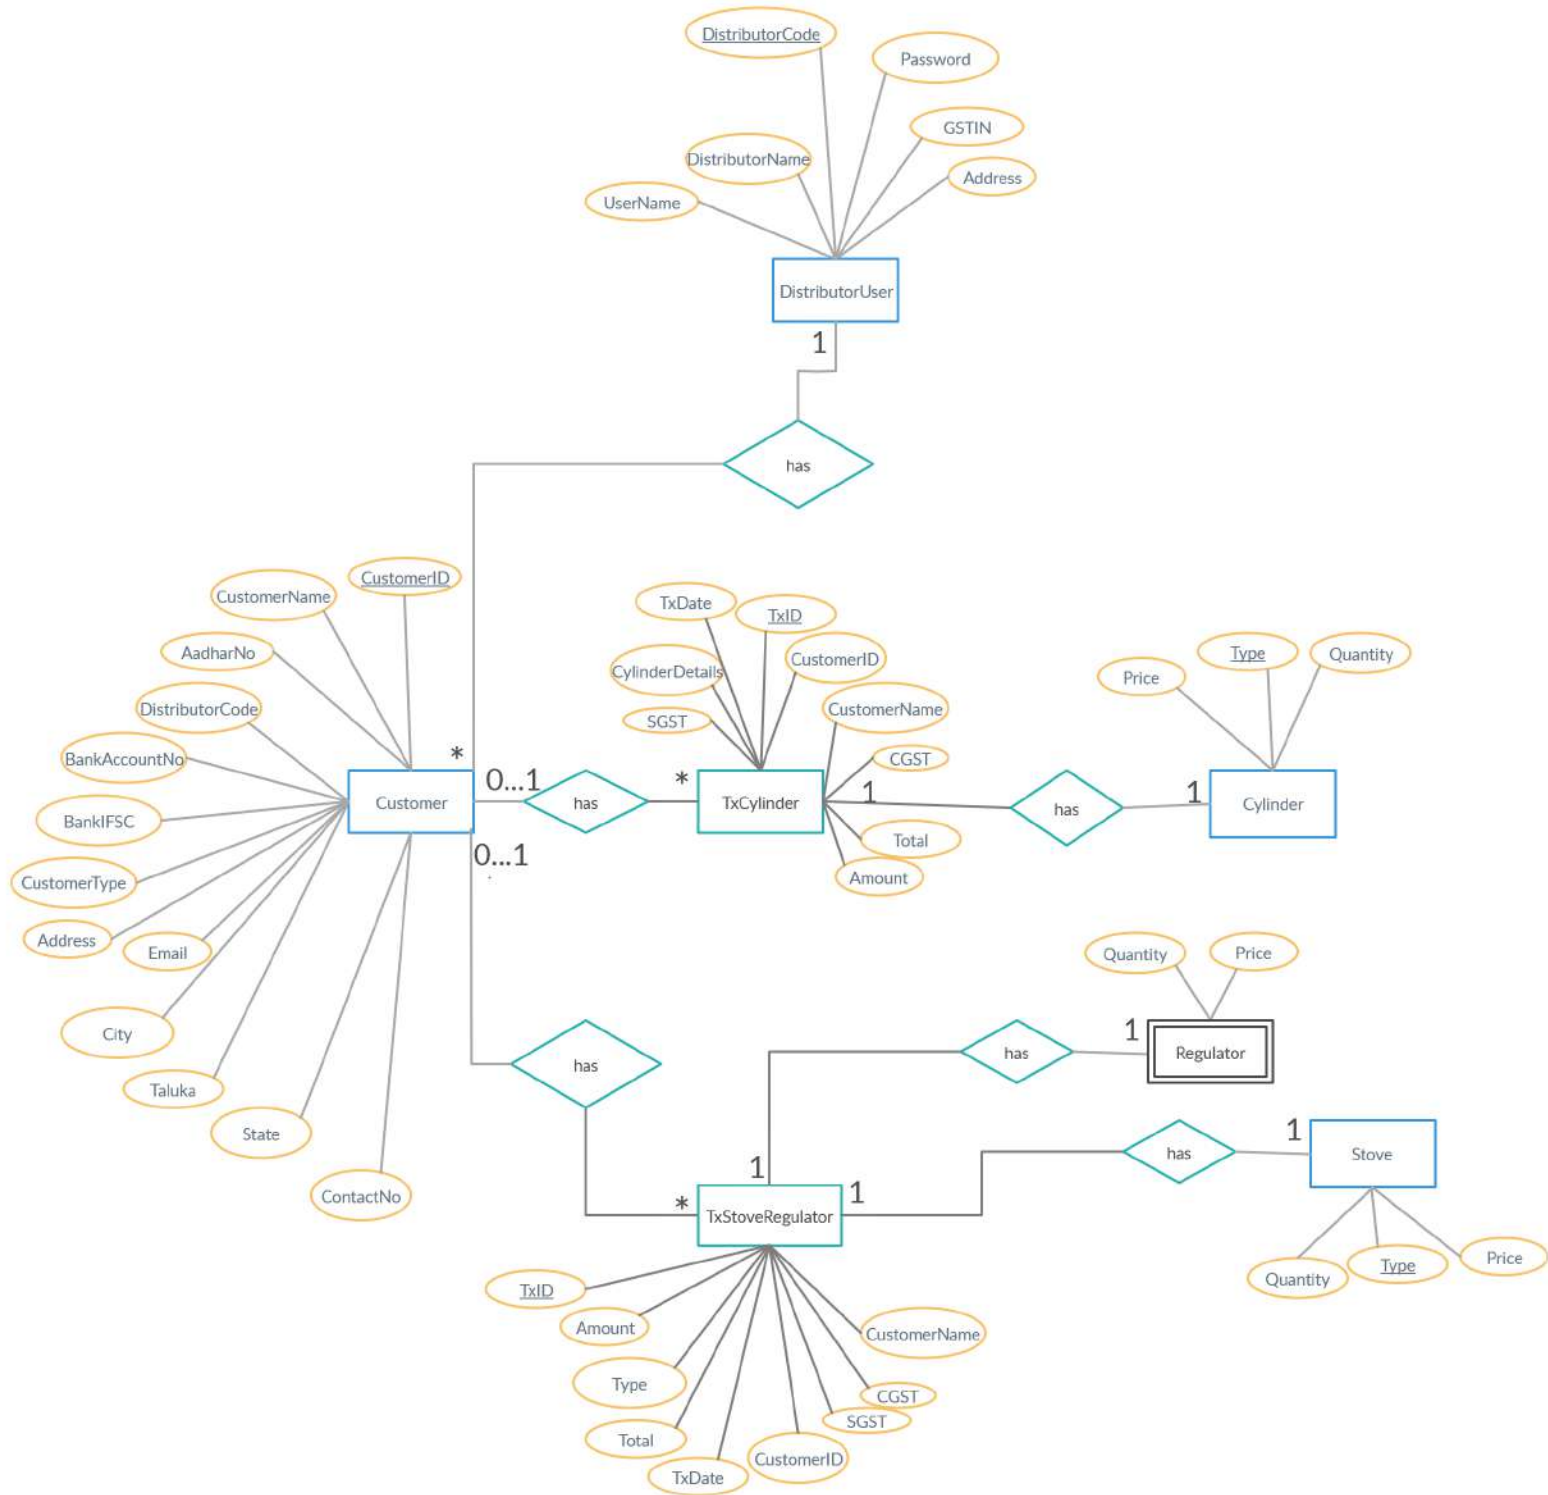 DistributorCode
Password
GSTIN
DistributorName
Address
UserName
DistributorUser
1
has
CustomerID
CustomerName
AadharNo
DistributorCode
BankAccountNo
BankIFSC
CustomerType
Address
Email
City
Taluka
State
ContactNo
Customer
*
0...1
0...1
has
*
TxDate
TxID
CylinderDetails
CustomerID
SGST
CustomerName
CGST
TxCylinder
1
Total
Amount
has
1
Price
Type
Quantity
Cylinder
Quantity
Price
has
1
Regulator
has
1
Stove
Quantity
Type
Price
has
*
1
1
TxStoveRegulator
TxID
Amount
Type
Total
TxDate
CustomerID
SGST
CGST
CustomerName